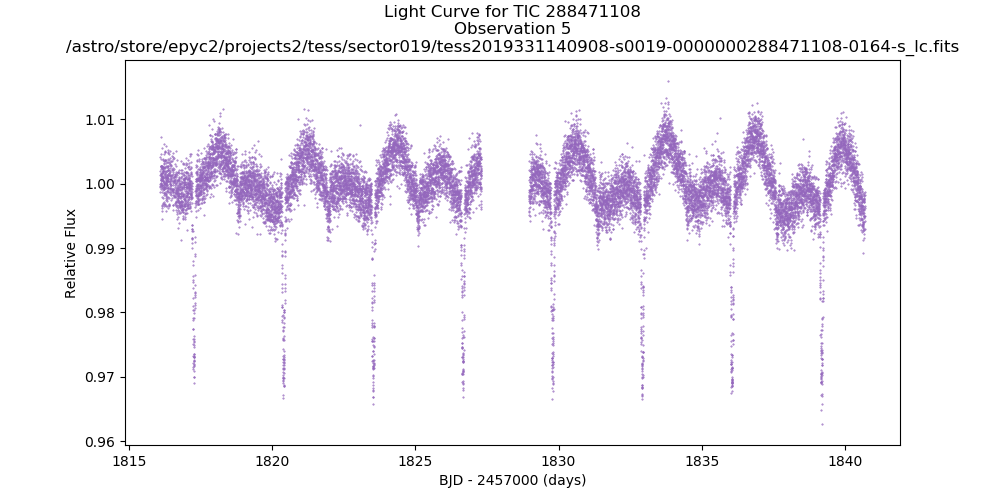 Light Curve for TIC 288471108
Observation 5
/astro/store/epyc2/projects2/tess/sector019/tess2019331140908-s0019-0000000288471108-0164-s_lc.fits
1.01
1.00
0.99
0.98
0.97
0.96
Relative Flux
1815
1820
1825
1830
1835
1840
BJD - 2457000 (days)